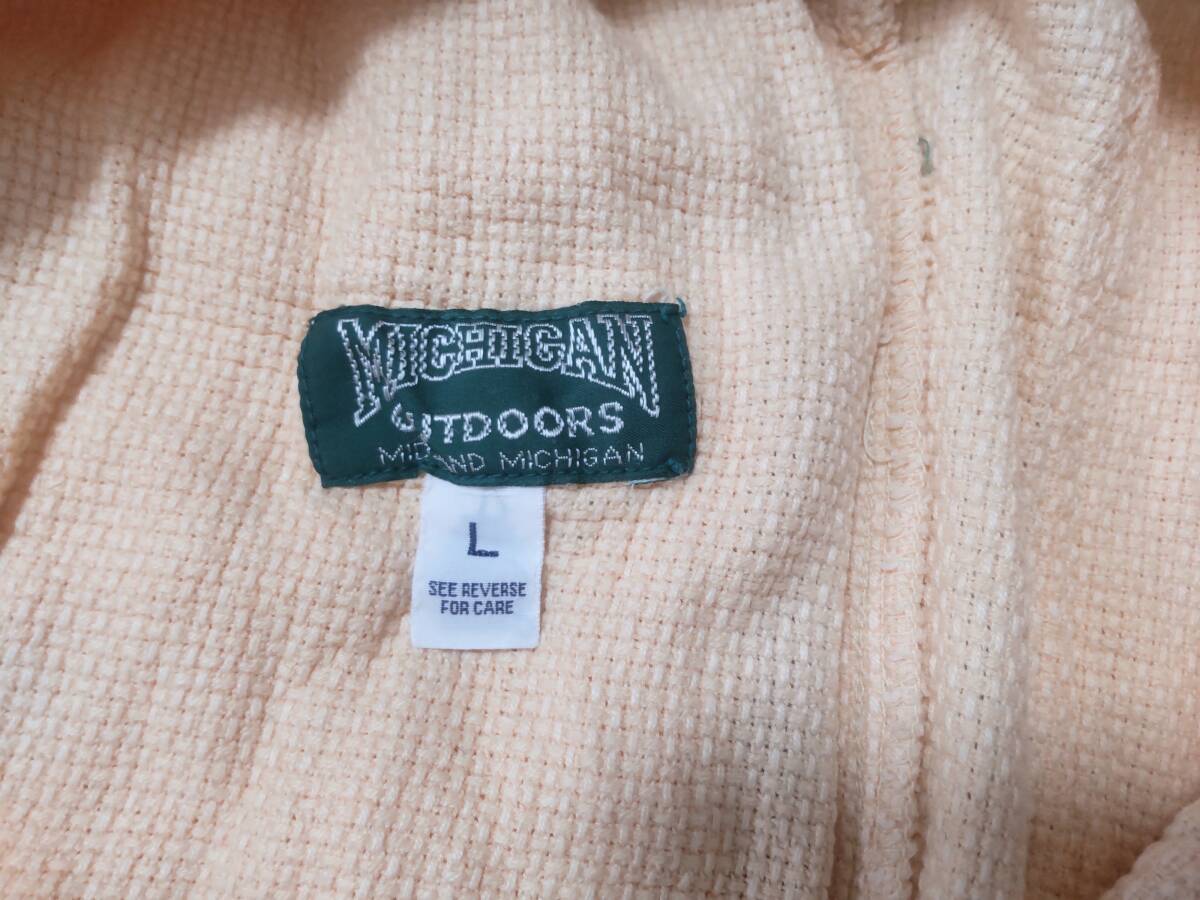 MICHIGAN
OUTDOORS
MIDLAND MICHIGAN
L
SEE REVERSE
FOR CARE